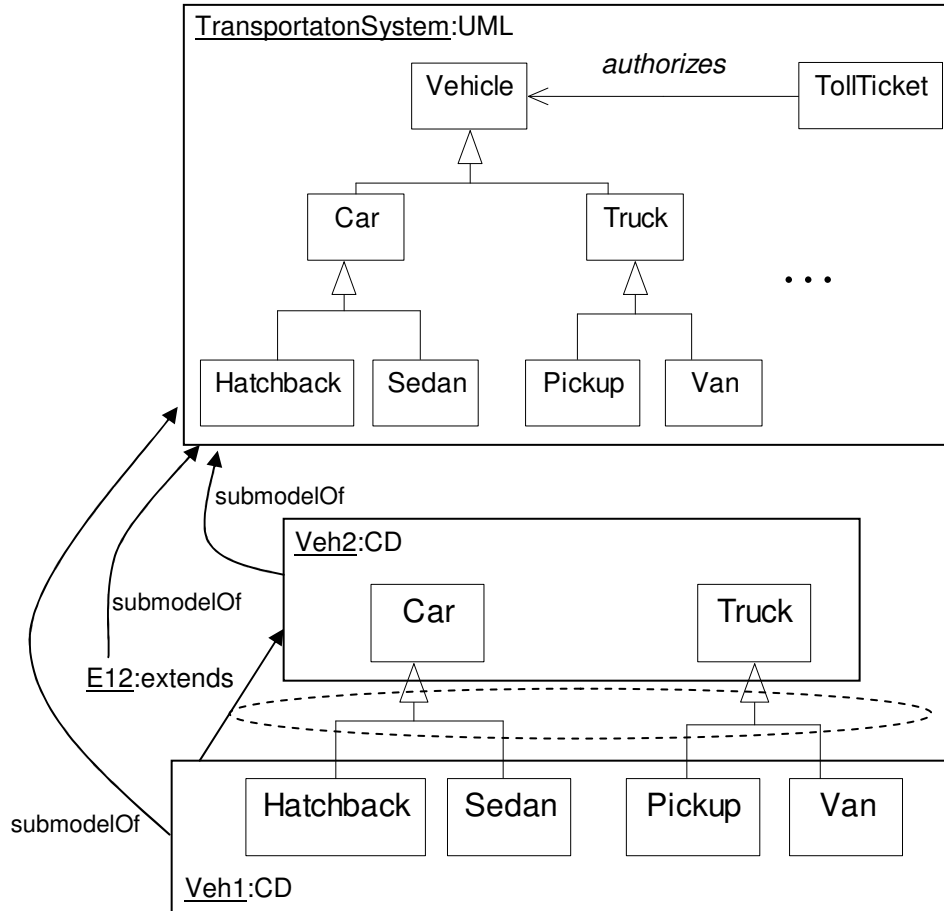 TransportatonSystem:UML
Vehicle
authorizes
TollTicket
Car
Truck
. . .
Hatchback
Sedan
Pickup
Van
submodelOf
Veh2:CD
submodelOf
Car
Truck
E12:extends
Hatchback
Sedan
Pickup
Van
submodelOf
Veh1:CD